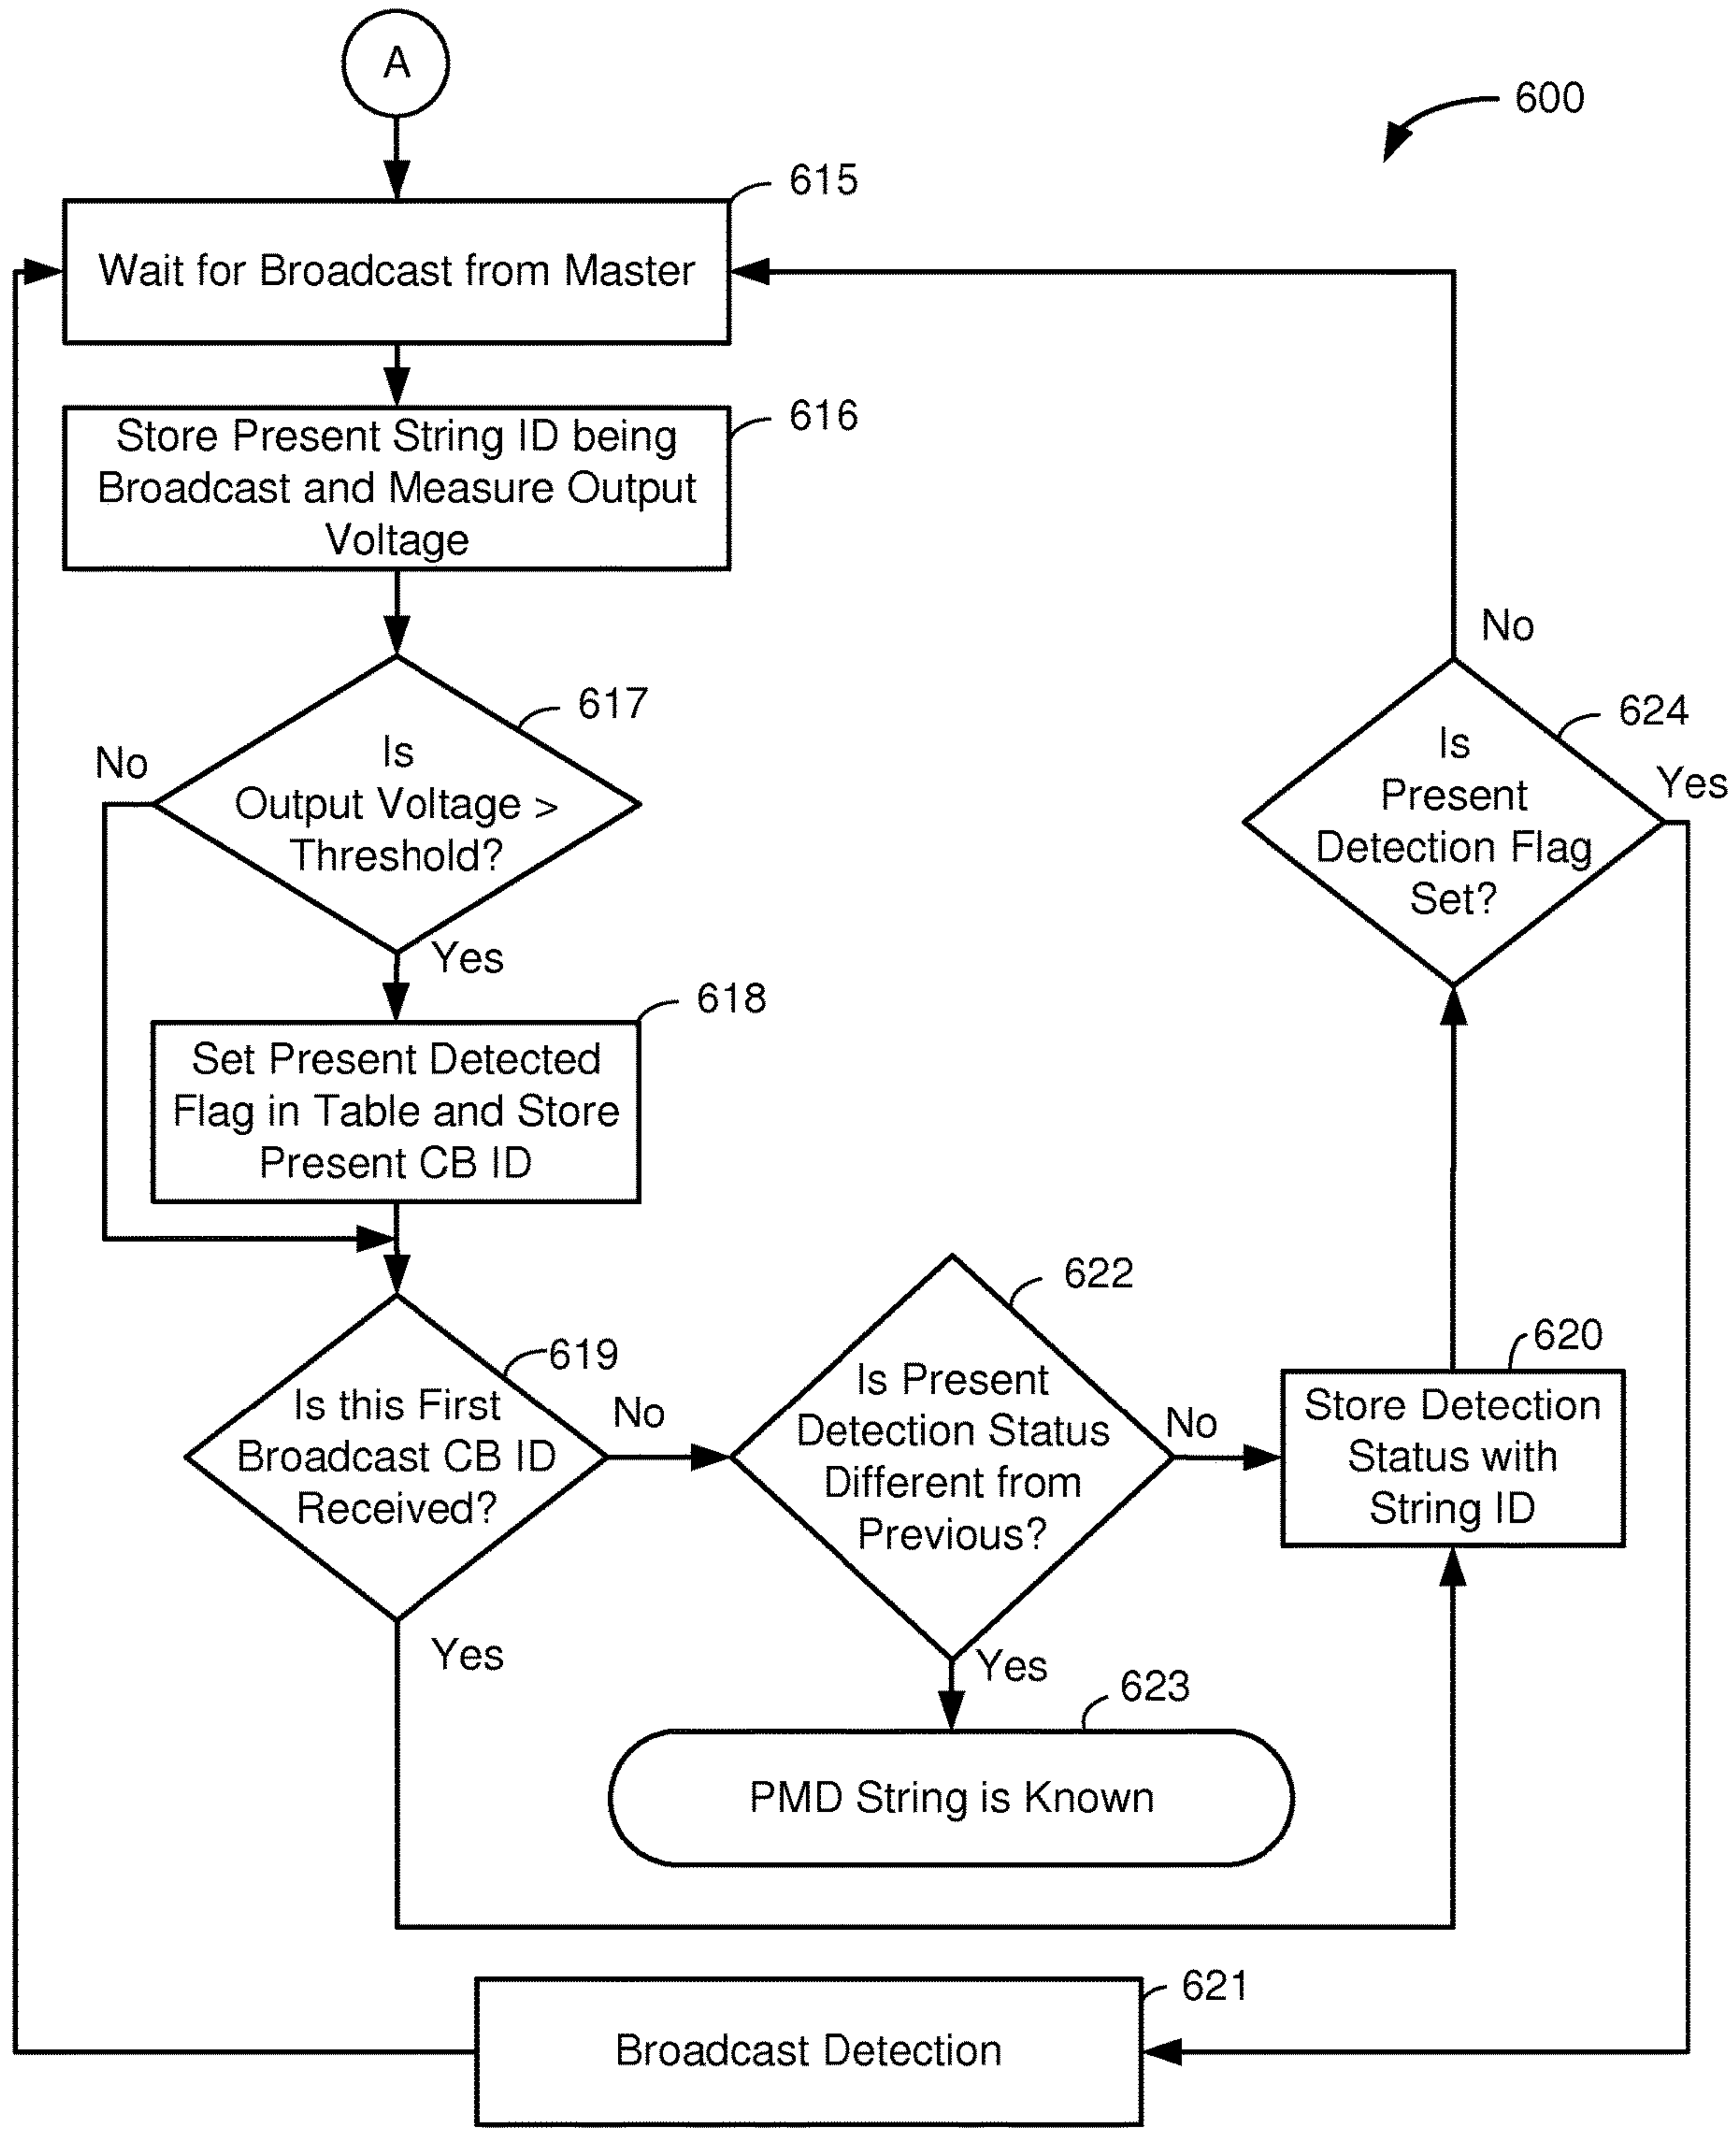 A
600
615
Wait for Broadcast from Master
616
Store Present String ID being
Broadcast and Measure Output
Voltage
617
Is
Output Voltage >
Threshold?
No
Yes
624
Is
Present
Detection Flag
Set?
No
Yes
618
Set Present Detected
Flag in Table and Store
Present CB ID
619
Is this First
Broadcast CB ID
Received?
No
Yes
622
Is Present
Detection Status
Different from
Previous?
No
Yes
620
Store Detection
Status with
String ID
623
PMD String is Known
621
Broadcast Detection